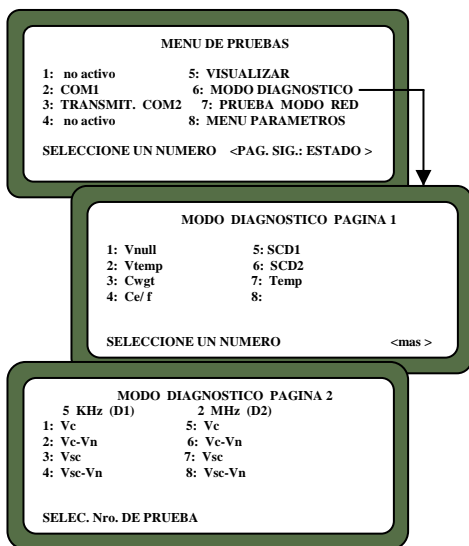 MENU DE PRUEBAS
1: no activo 5: VISUALIZAR
2: COM1 6: MODO DIAGNOSTICO
3: TRANSMIT. COM2 7: PRUEBA MODO RED
4: no activo 8: MENU PARAMETROS
SELECCIONE UN NUMERO <PAG. SIG.: ESTADO >
MODO DIAGNOSTICO PAGINA 1
1: Vnull 5: SCD1
2: Vtemp 6: SCD2
3: Cwgt 7: Temp
4: Ce/ f 8:
SELECCIONE UN NUMERO <mas >
MODO DIAGNOSTICO PAGINA 2
5 KHz (D1) 2 MHz (D2)
1: Vc 5: Vc
2: Vc-Vn 6: Vc-Vn
3: Vsc 7: Vsc
4: Vsc-Vn 8: Vsc-Vn
SELEC. Nro. DE PRUEBA